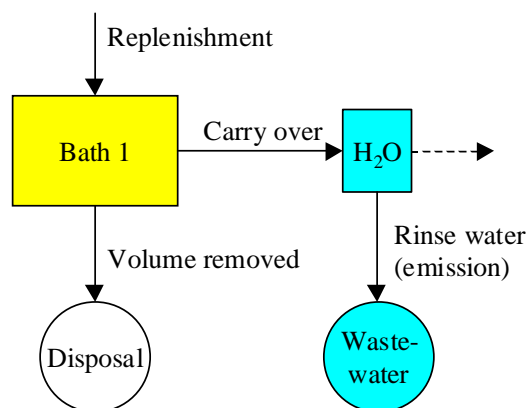 Replenishment
Bath 1
Carry over
H₂O
Volume removed
Rinse water
(emission)
Disposal
Waste-
water